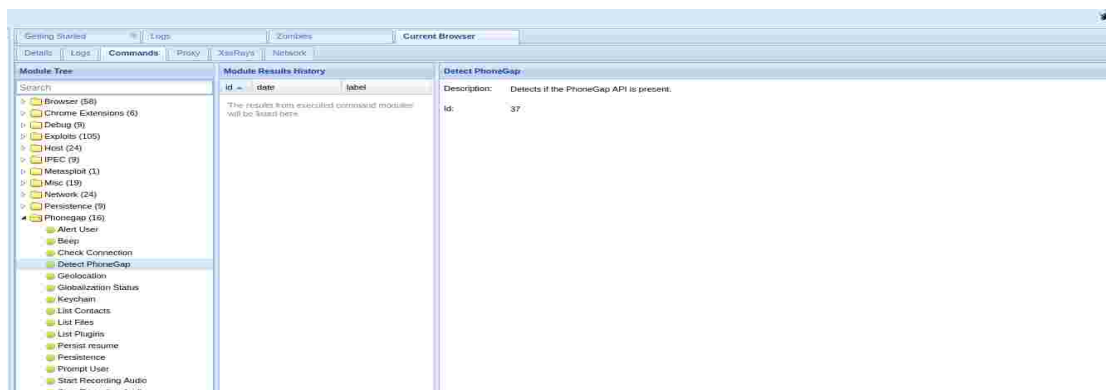 Getting Started Logs Zombies Current Browser
Details Logs Commands Proxy XssRays Network
Module Tree
Search
Browser (58)
Chrome Extensions (6)
Debug (9)
Exploits (105)
Host (24)
IPEC (9)
Metasploit (1)
Misc (19)
Network (24)
Persistence (9)
Phonegap (16)
Alert User
Beep
Check Connection
Detect PhoneGap
Geolocation
Globalization Status
Keychain
List Contacts
List Files
List Plugins
Persist resume
Persistence
Prompt User
Start Recording Audio
Module Results History
id date label
The results from executed command modules
will be listed here.
Detect PhoneGap
Description: Detects if the PhoneGap API is present.
Id: 37